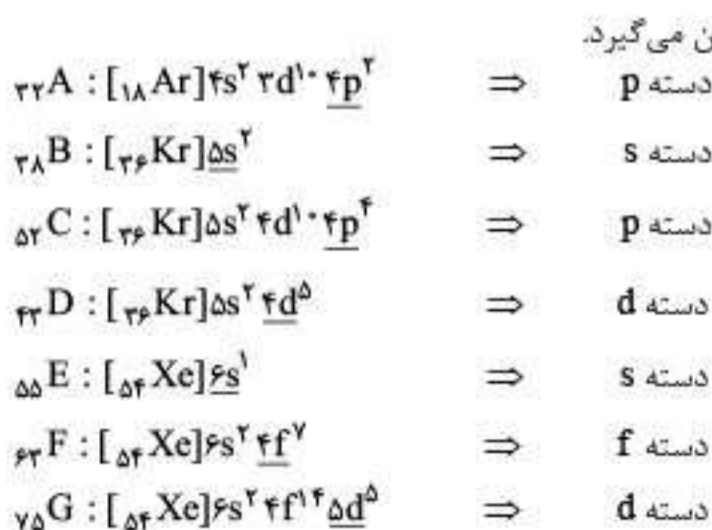 ن می‌گیرد.
₃₂A : [₁₈Ar]۴s² ۳d¹⁰ ۴p² ⇒ دسته p
₃₈B : [₃₆Kr]۵s² ⇒ دسته s
₅₂C : [₃₆Kr]۵s² ۴d¹⁰ ۴p⁴ ⇒ دسته p
₄₃D : [₃₆Kr]۵s² ۴d⁵ ⇒ دسته d
₅₅E : [₅₄Xe]۶s¹ ⇒ دسته s
₆₃F : [₅₄Xe]۶s² ۴f⁷ ⇒ دسته f
₇₅G : [₅₄Xe]۶s² ۴f¹⁴ ۵d⁵ ⇒ دسته d